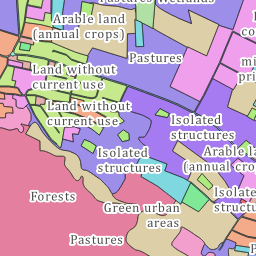 Pastures Wetlands
Arable land
(annual crops)
Pastures
Land without
current use
Land without
current use
Isolated
structures
Isolated
structures
Arable la
(annual crop
Forests
Isolate
structu
Green urban
areas
Pastures